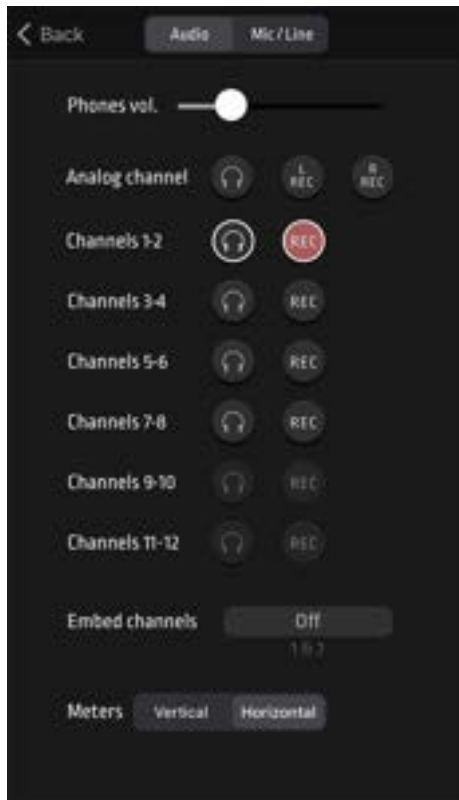 Back Audio Mic/Line
Phones vol.
Analog channel L REC R REC
Channels 1-2 REC
Channels 3-4 REC
Channels 5-6 REC
Channels 7-8 REC
Channels 9-10 REC
Channels 11-12 REC
Embed channels Off
1 & 2
Meters Vertical Horizontal